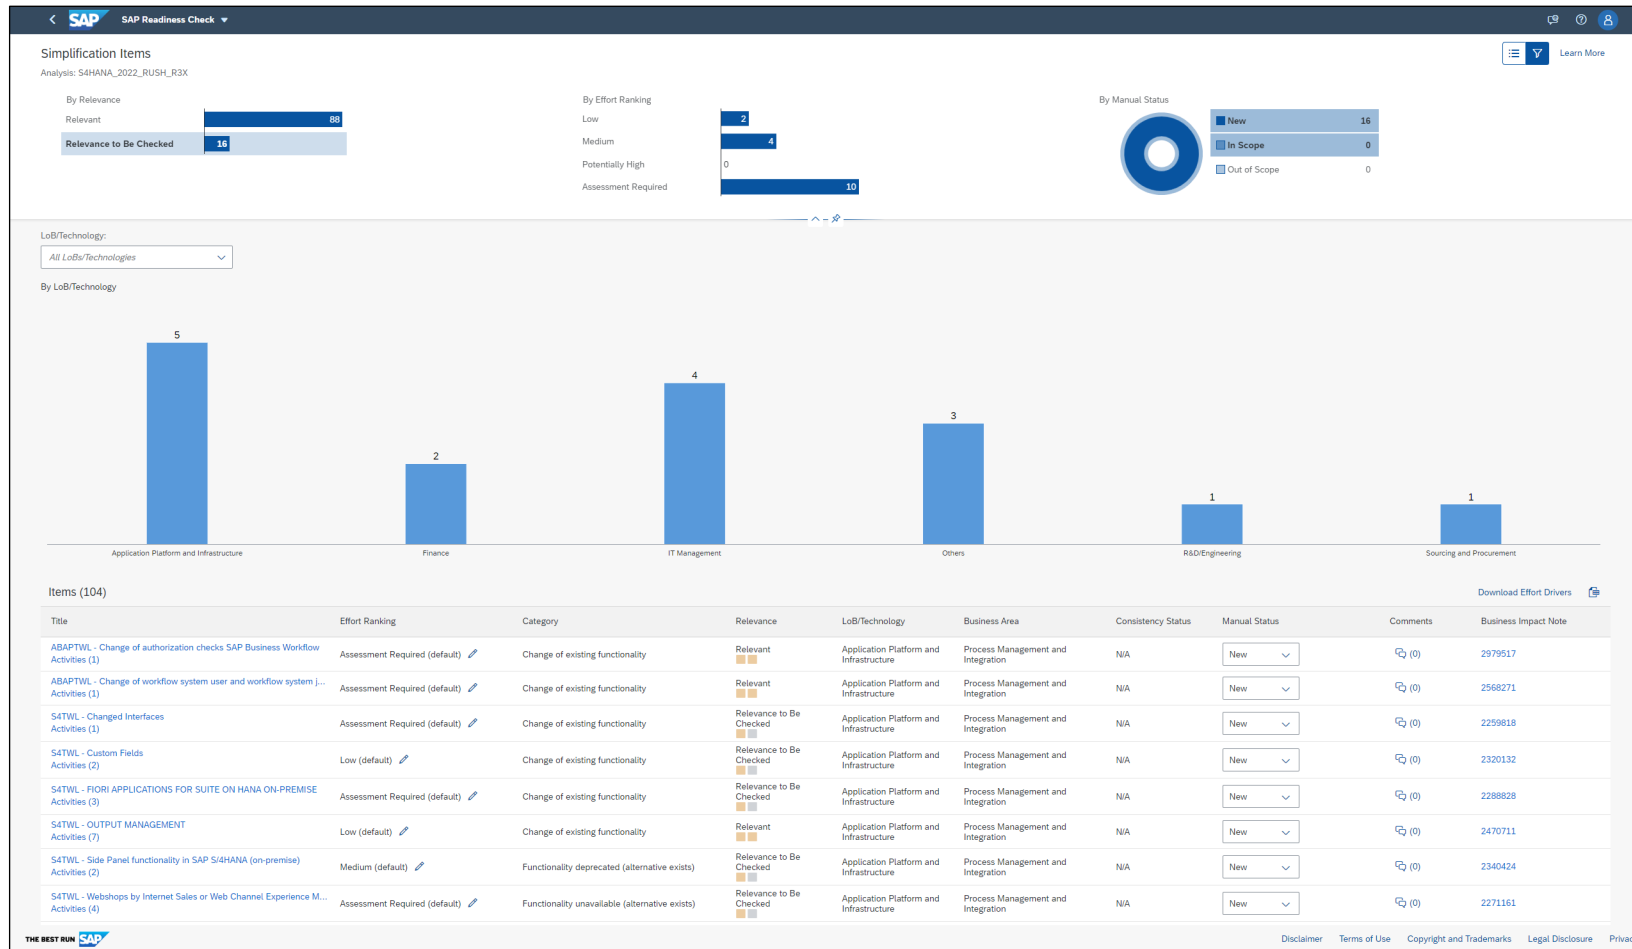 SAP SAP Readiness Check
Simplification Items
Learn More
Analysis: S4HANA_2022_RUSH_R3X
By Relevance
Relevant 88
Relevance to Be Checked 16
By Effort Ranking
Low 2
Medium 4
Potentially High 0
Assessment Required 10
By Manual Status
New 16
In Scope 0
Out of Scope 0
LoB/Technology:
All LoBs/Technologies
By LoB/Technology
5
2
4
3
1
1
Application Platform and Infrastructure Finance IT Management Others R&D/Engineering Sourcing and Procurement
Items (104) Download Effort Drivers
Title Effort Ranking Category Relevance LoB/Technology Business Area Consistency Status Manual Status Comments Business Impact Note
ABAPTWL - Change of authorization checks SAP Business Workflow
Activities (1)
Assessment Required (default)
Change of existing functionality
Relevant
Application Platform and
Infrastructure
Process Management and
Integration
N/A
New
(0)
2979517
ABAPTWL - Change of workflow system user and workflow system j...
Activities (1)
Assessment Required (default)
Change of existing functionality
Relevant
Application Platform and
Infrastructure
Process Management and
Integration
N/A
New
(0)
2568271
S4TWL - Changed Interfaces
Activities (1)
Assessment Required (default)
Change of existing functionality
Relevance to Be
Checked
Application Platform and
Infrastructure
Process Management and
Integration
N/A
New
(0)
2259818
S4TWL - Custom Fields
Activities (2)
Low (default)
Change of existing functionality
Relevance to Be
Checked
Application Platform and
Infrastructure
Process Management and
Integration
N/A
New
(0)
2320132
S4TWL - FIORI APPLICATIONS FOR SUITE ON HANA ON-PREMISE
Activities (3)
Assessment Required (default)
Change of existing functionality
Relevance to Be
Checked
Application Platform and
Infrastructure
Process Management and
Integration
N/A
New
(0)
2288828
S4TWL - OUTPUT MANAGEMENT
Activities (7)
Low (default)
Change of existing functionality
Relevant
Application Platform and
Infrastructure
Process Management and
Integration
N/A
New
(0)
2470711
S4TWL - Side Panel functionality in SAP S/4HANA (on-premise)
Activities (2)
Medium (default)
Functionality deprecated (alternative exists)
Relevance to Be
Checked
Application Platform and
Infrastructure
Process Management and
Integration
N/A
New
(0)
2340424
S4TWL - Webshops by Internet Sales or Web Channel Experience M...
Activities (4)
Assessment Required (default)
Functionality unavailable (alternative exists)
Relevance to Be
Checked
Application Platform and
Infrastructure
Process Management and
Integration
N/A
New
(0)
2271161
THE BEST RUN SAP
Disclaimer Terms of Use Copyright and Trademarks Legal Disclosure Privac